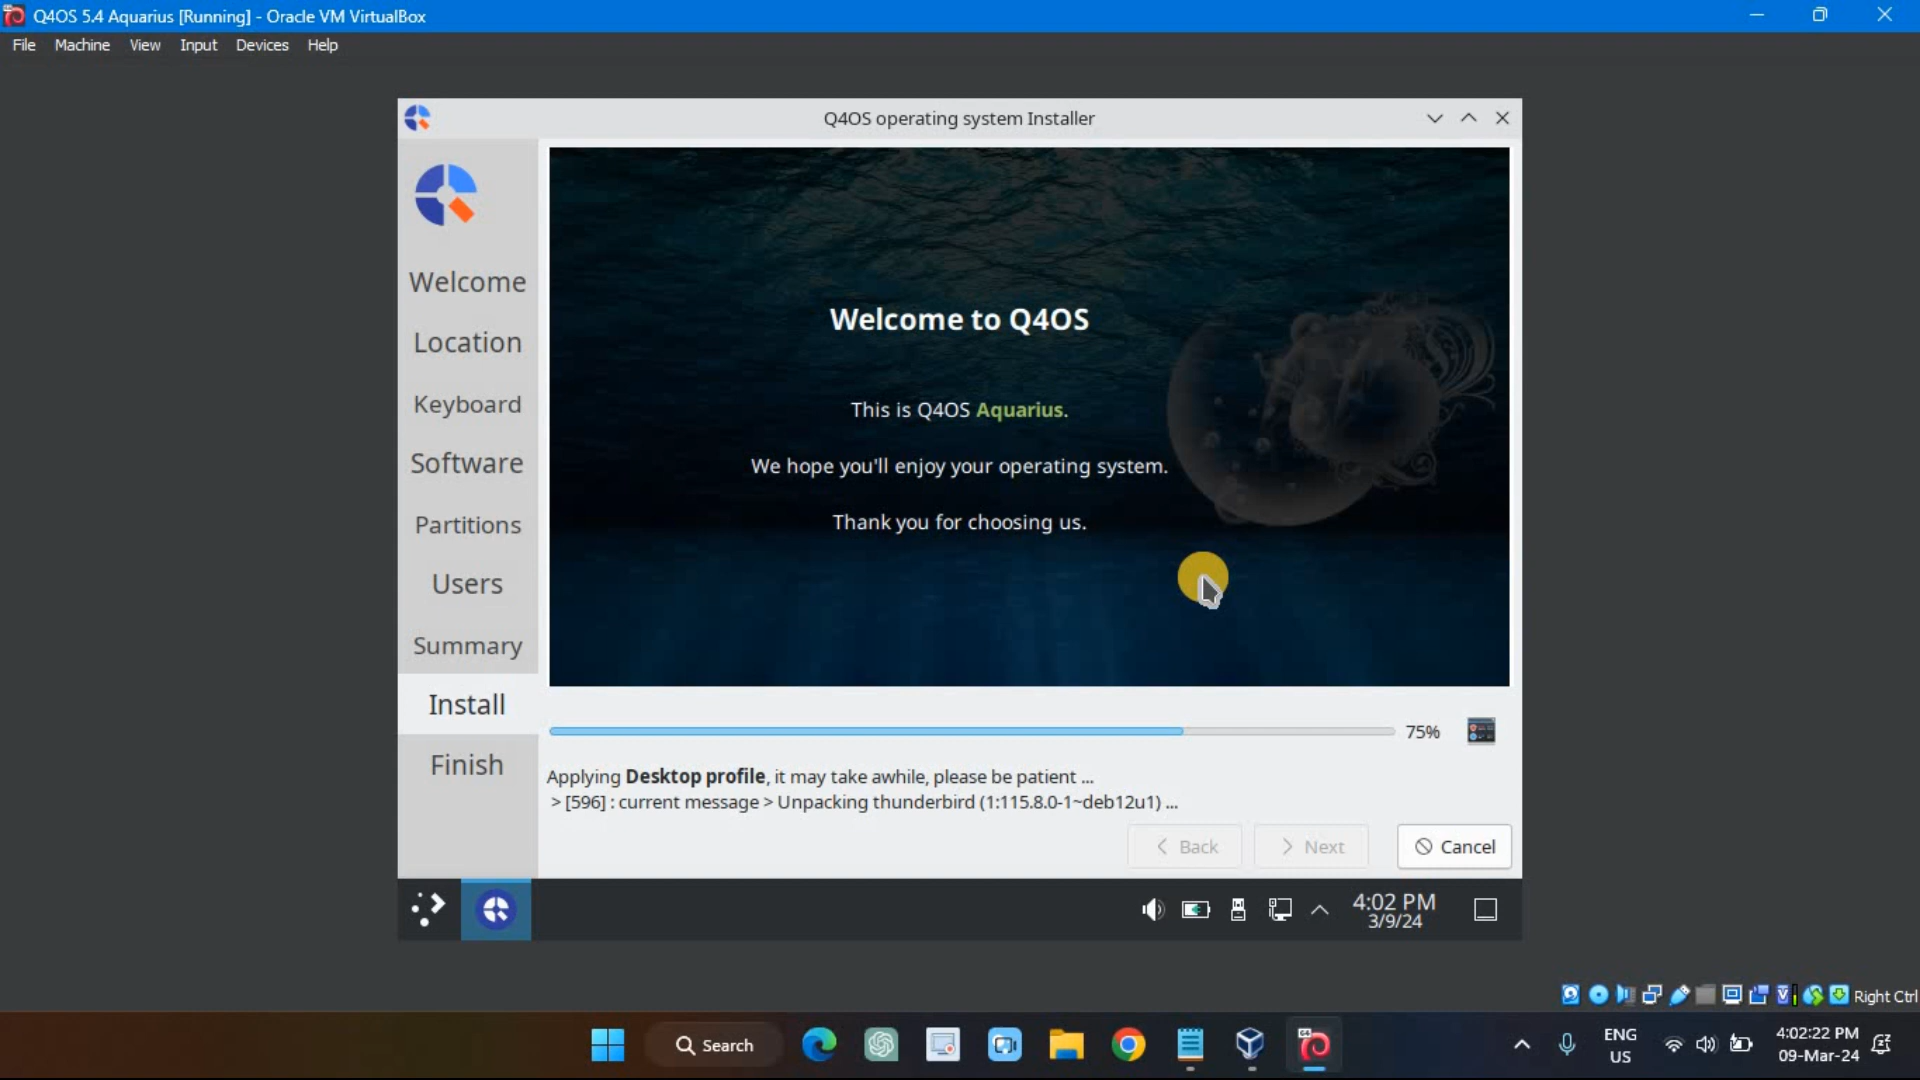 Q4OS 5.4 Aquarius [Running] - Oracle VM VirtualBox
File Machine View Input Devices Help
Q4OS operating system Installer
Welcome
Location
Keyboard
Software
Partitions
Users
Summary
Install
Finish
Welcome to Q4OS
This is Q4OS Aquarius.
We hope you'll enjoy your operating system.
Thank you for choosing us.
75%
Applying Desktop profile, it may take awhile, please be patient ...
> [596] : current message > Unpacking thunderbird (1:115.8.0-1~deb12u1) ...
Back Next Cancel
4:02 PM
3/9/24
Right Ctrl
Search
ENG
US
4:02:22 PM
09-Mar-24